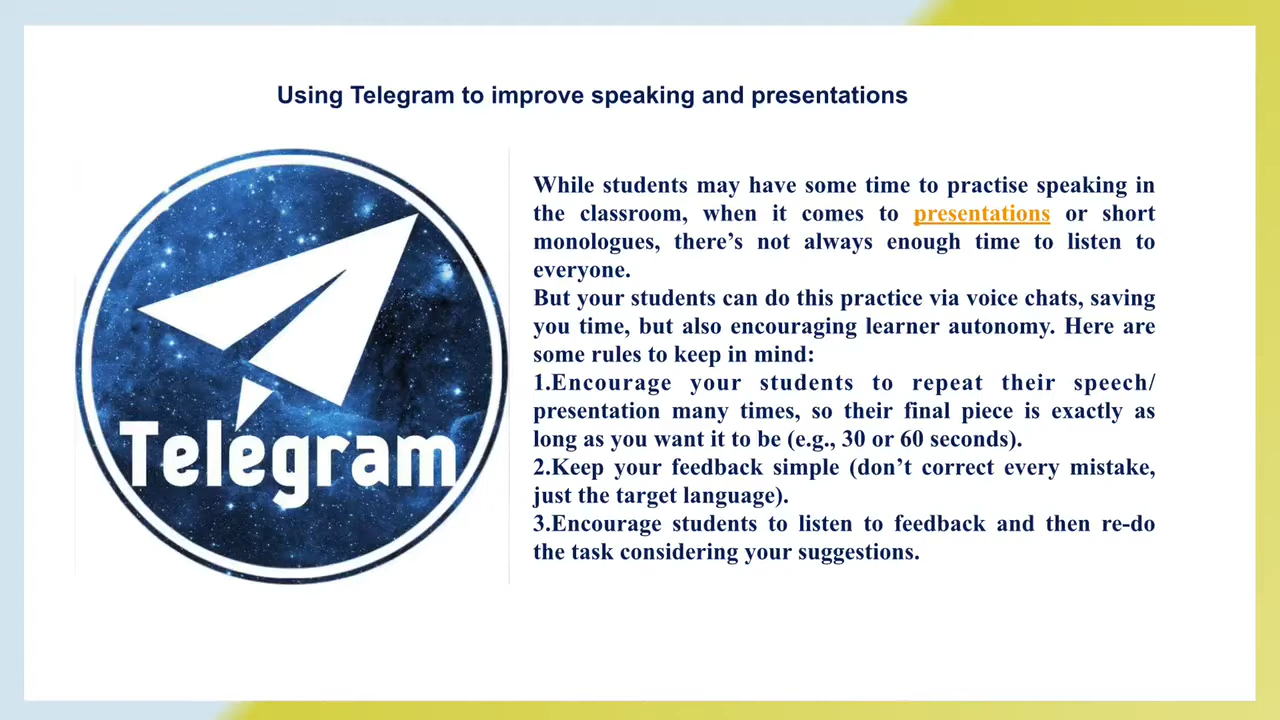 Using Telegram to improve speaking and presentations
Telegram
While students may have some time to practise speaking in
the classroom, when it comes to presentations or short
monologues, there’s not always enough time to listen to
everyone.
But your students can do this practice via voice chats, saving
you time, but also encouraging learner autonomy. Here are
some rules to keep in mind:
1.Encourage your students to repeat their speech/
presentation many times, so their final piece is exactly as
long as you want it to be (e.g., 30 or 60 seconds).
2.Keep your feedback simple (don’t correct every mistake,
just the target language).
3.Encourage students to listen to feedback and then re-do
the task considering your suggestions.